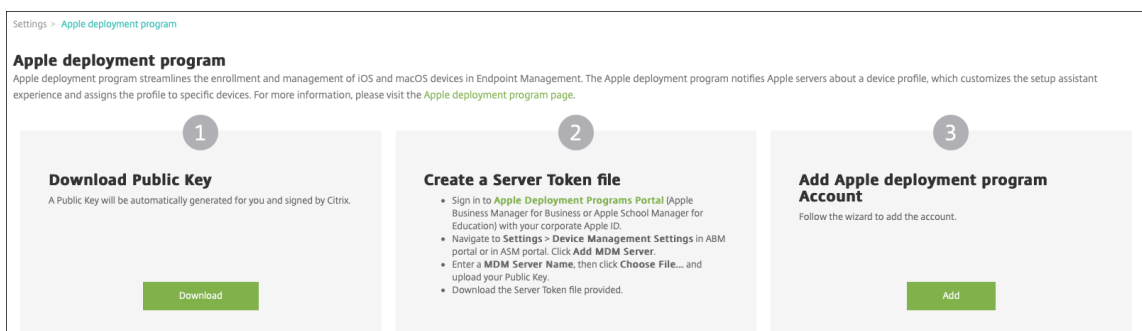 Settings > Apple deployment program
Apple deployment program
Apple deployment program streamlines the enrollment and management of iOS and macOS devices in Endpoint Management. The Apple deployment program notifies Apple servers about a device profile, which customizes the setup assistant
experience and assigns the profile to specific devices. For more information, please visit the Apple deployment program page.
1
Download Public Key
A Public Key will be automatically generated for you and signed by Citrix.
Download
2
Create a Server Token file
• Sign in to Apple Deployment Programs Portal (Apple
Business Manager for Business or Apple School Manager for
Education) with your corporate Apple ID.
• Navigate to Settings > Device Management Settings in ABM
portal or in ASM portal. Click Add MDM Server.
• Enter a MDM Server Name, then click Choose File... and
upload your Public Key.
• Download the Server Token file provided.
3
Add Apple deployment program
Account
Follow the wizard to add the account.
Add